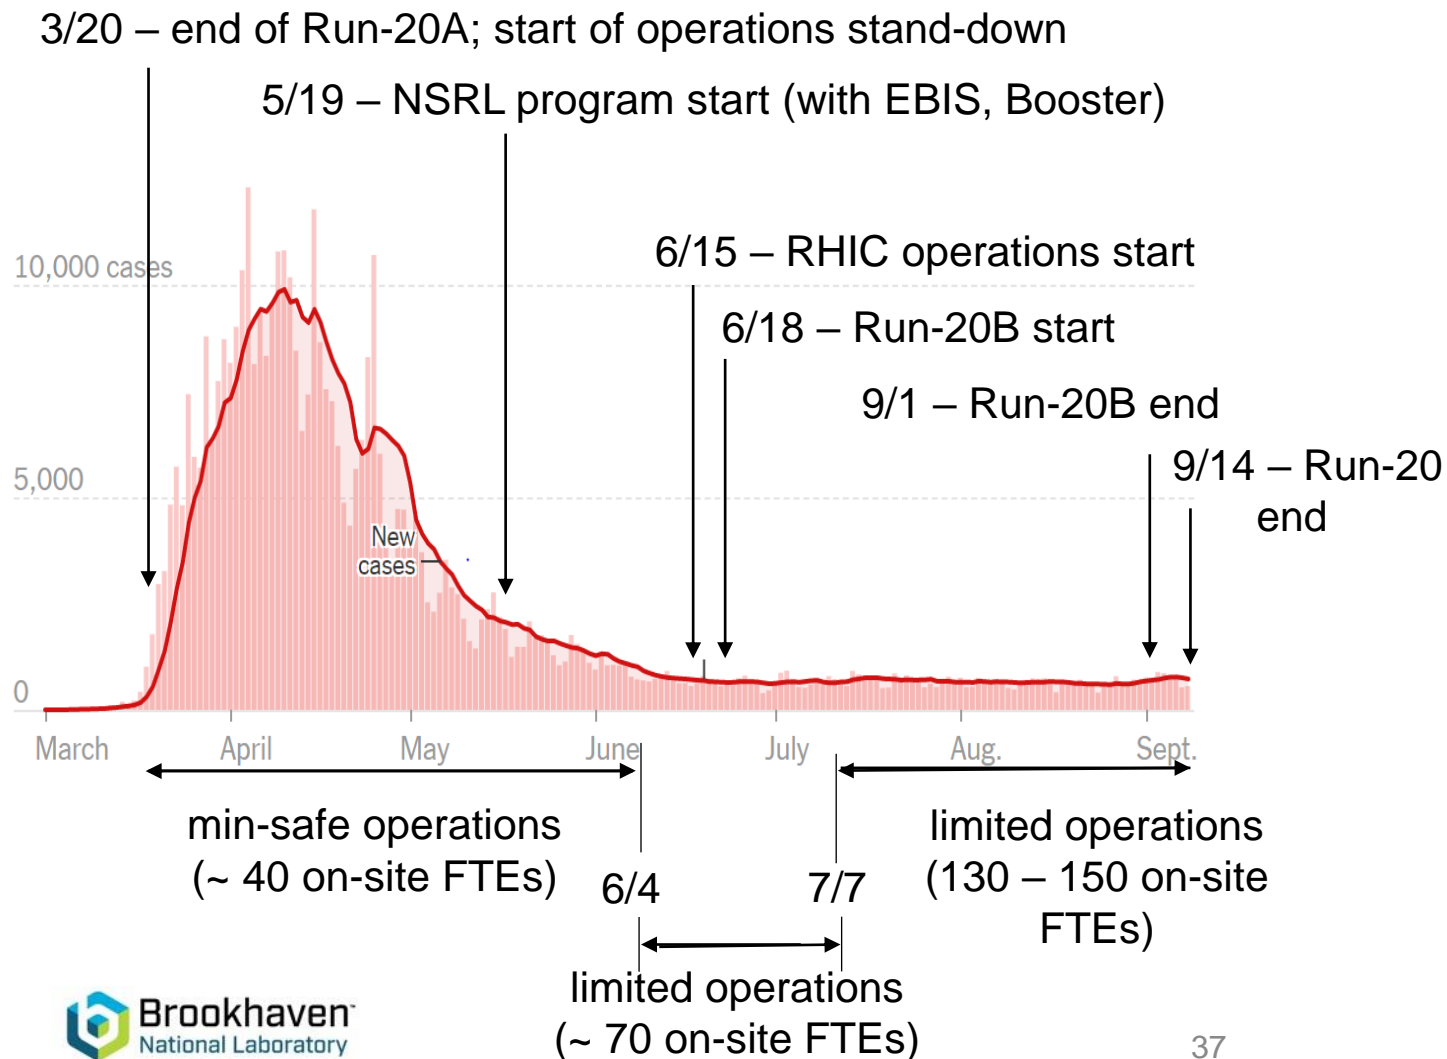 3/20 – end of Run-20A; start of operations stand-down
5/19 – NSRL program start (with EBIS, Booster)
6/15 – RHIC operations start
10,000 cases
6/18 – Run-20B start
9/1 – Run-20B end
9/14 – Run-20
end
5,000
New
cases
0
March April May June July Aug. Sept.
min-safe operations
(~ 40 on-site FTEs)
6/4
7/7
limited operations
(130 – 150 on-site
FTEs)
limited operations
(~ 70 on-site FTEs)
Brookhaven™
National Laboratory
37